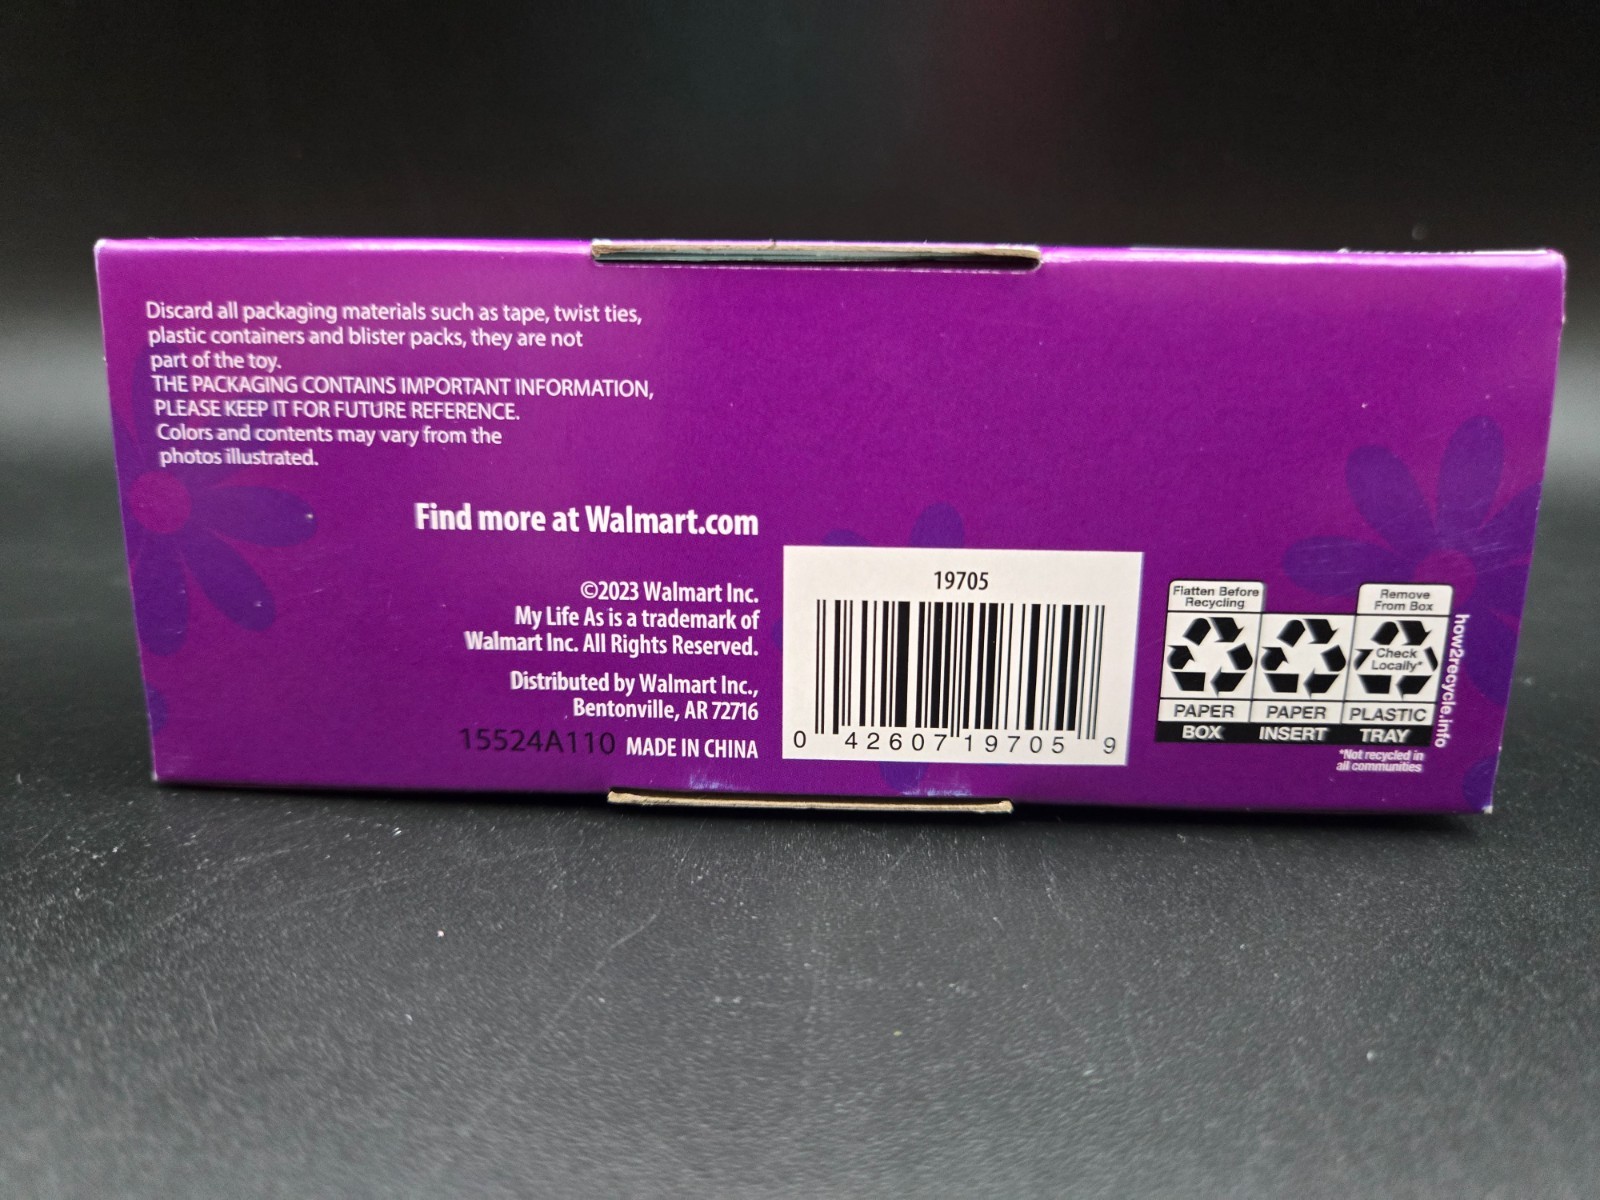 Discard all packaging materials such as tape, twist ties,
plastic containers and blister packs, they are not
part of the toy.
THE PACKAGING CONTAINS IMPORTANT INFORMATION,
PLEASE KEEP IT FOR FUTURE REFERENCE.
Colors and contents may vary from the
photos illustrated.
Find more at Walmart.com
©2023 Walmart Inc.
My Life As is a trademark of
Walmart Inc. All Rights Reserved.
Distributed by Walmart Inc.,
Bentonville, AR 72716
15524A110 MADE IN CHINA
19705
0 42607 19705 9
Flatten Before
Recycling
Remove
From Box
Check
Locally*
PAPER PAPER PLASTIC
BOX INSERT TRAY
*Not recycled in
all communities
how2recycle.info